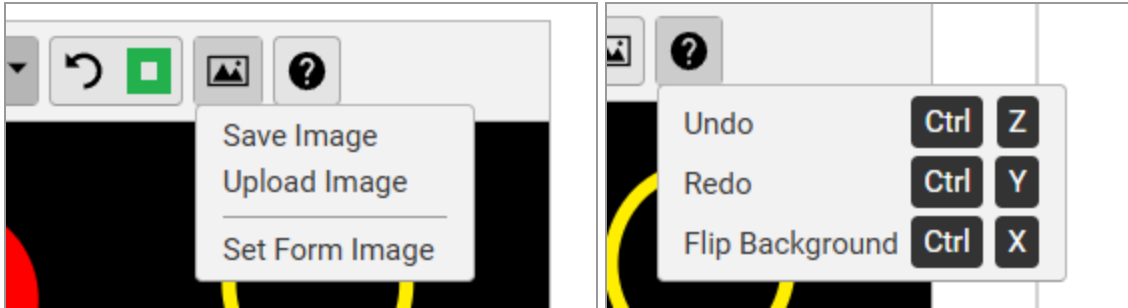 Save Image
Upload Image
Set Form Image
Undo Ctrl Z
Redo Ctrl Y
Flip Background Ctrl X